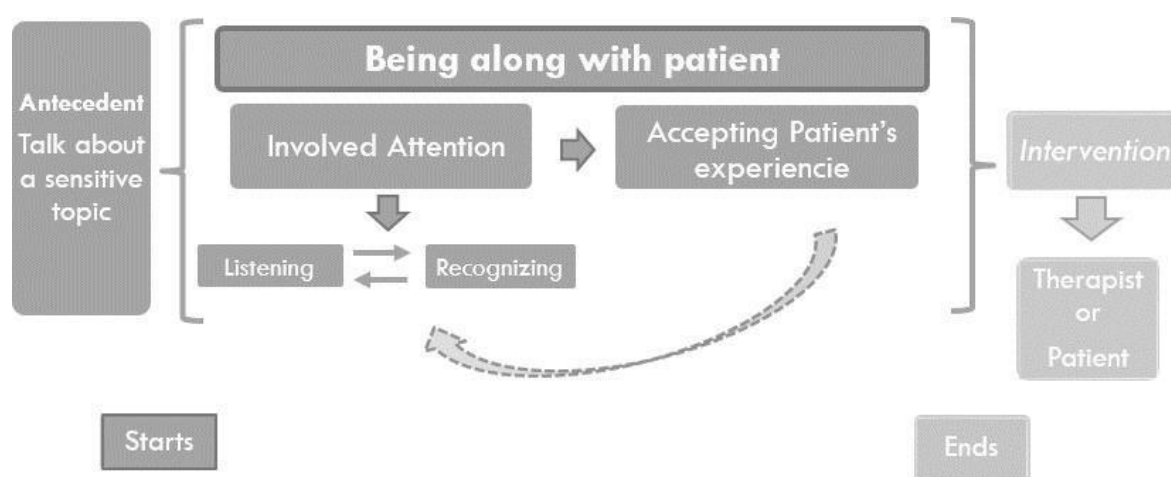 Being along with patient
Antecedent
Talk about
a sensitive
topic
Involved Attention
Accepting Patient's
experiencie
Listening
Recognizing
Intervention
Therapist
or
Patient
Starts
Ends